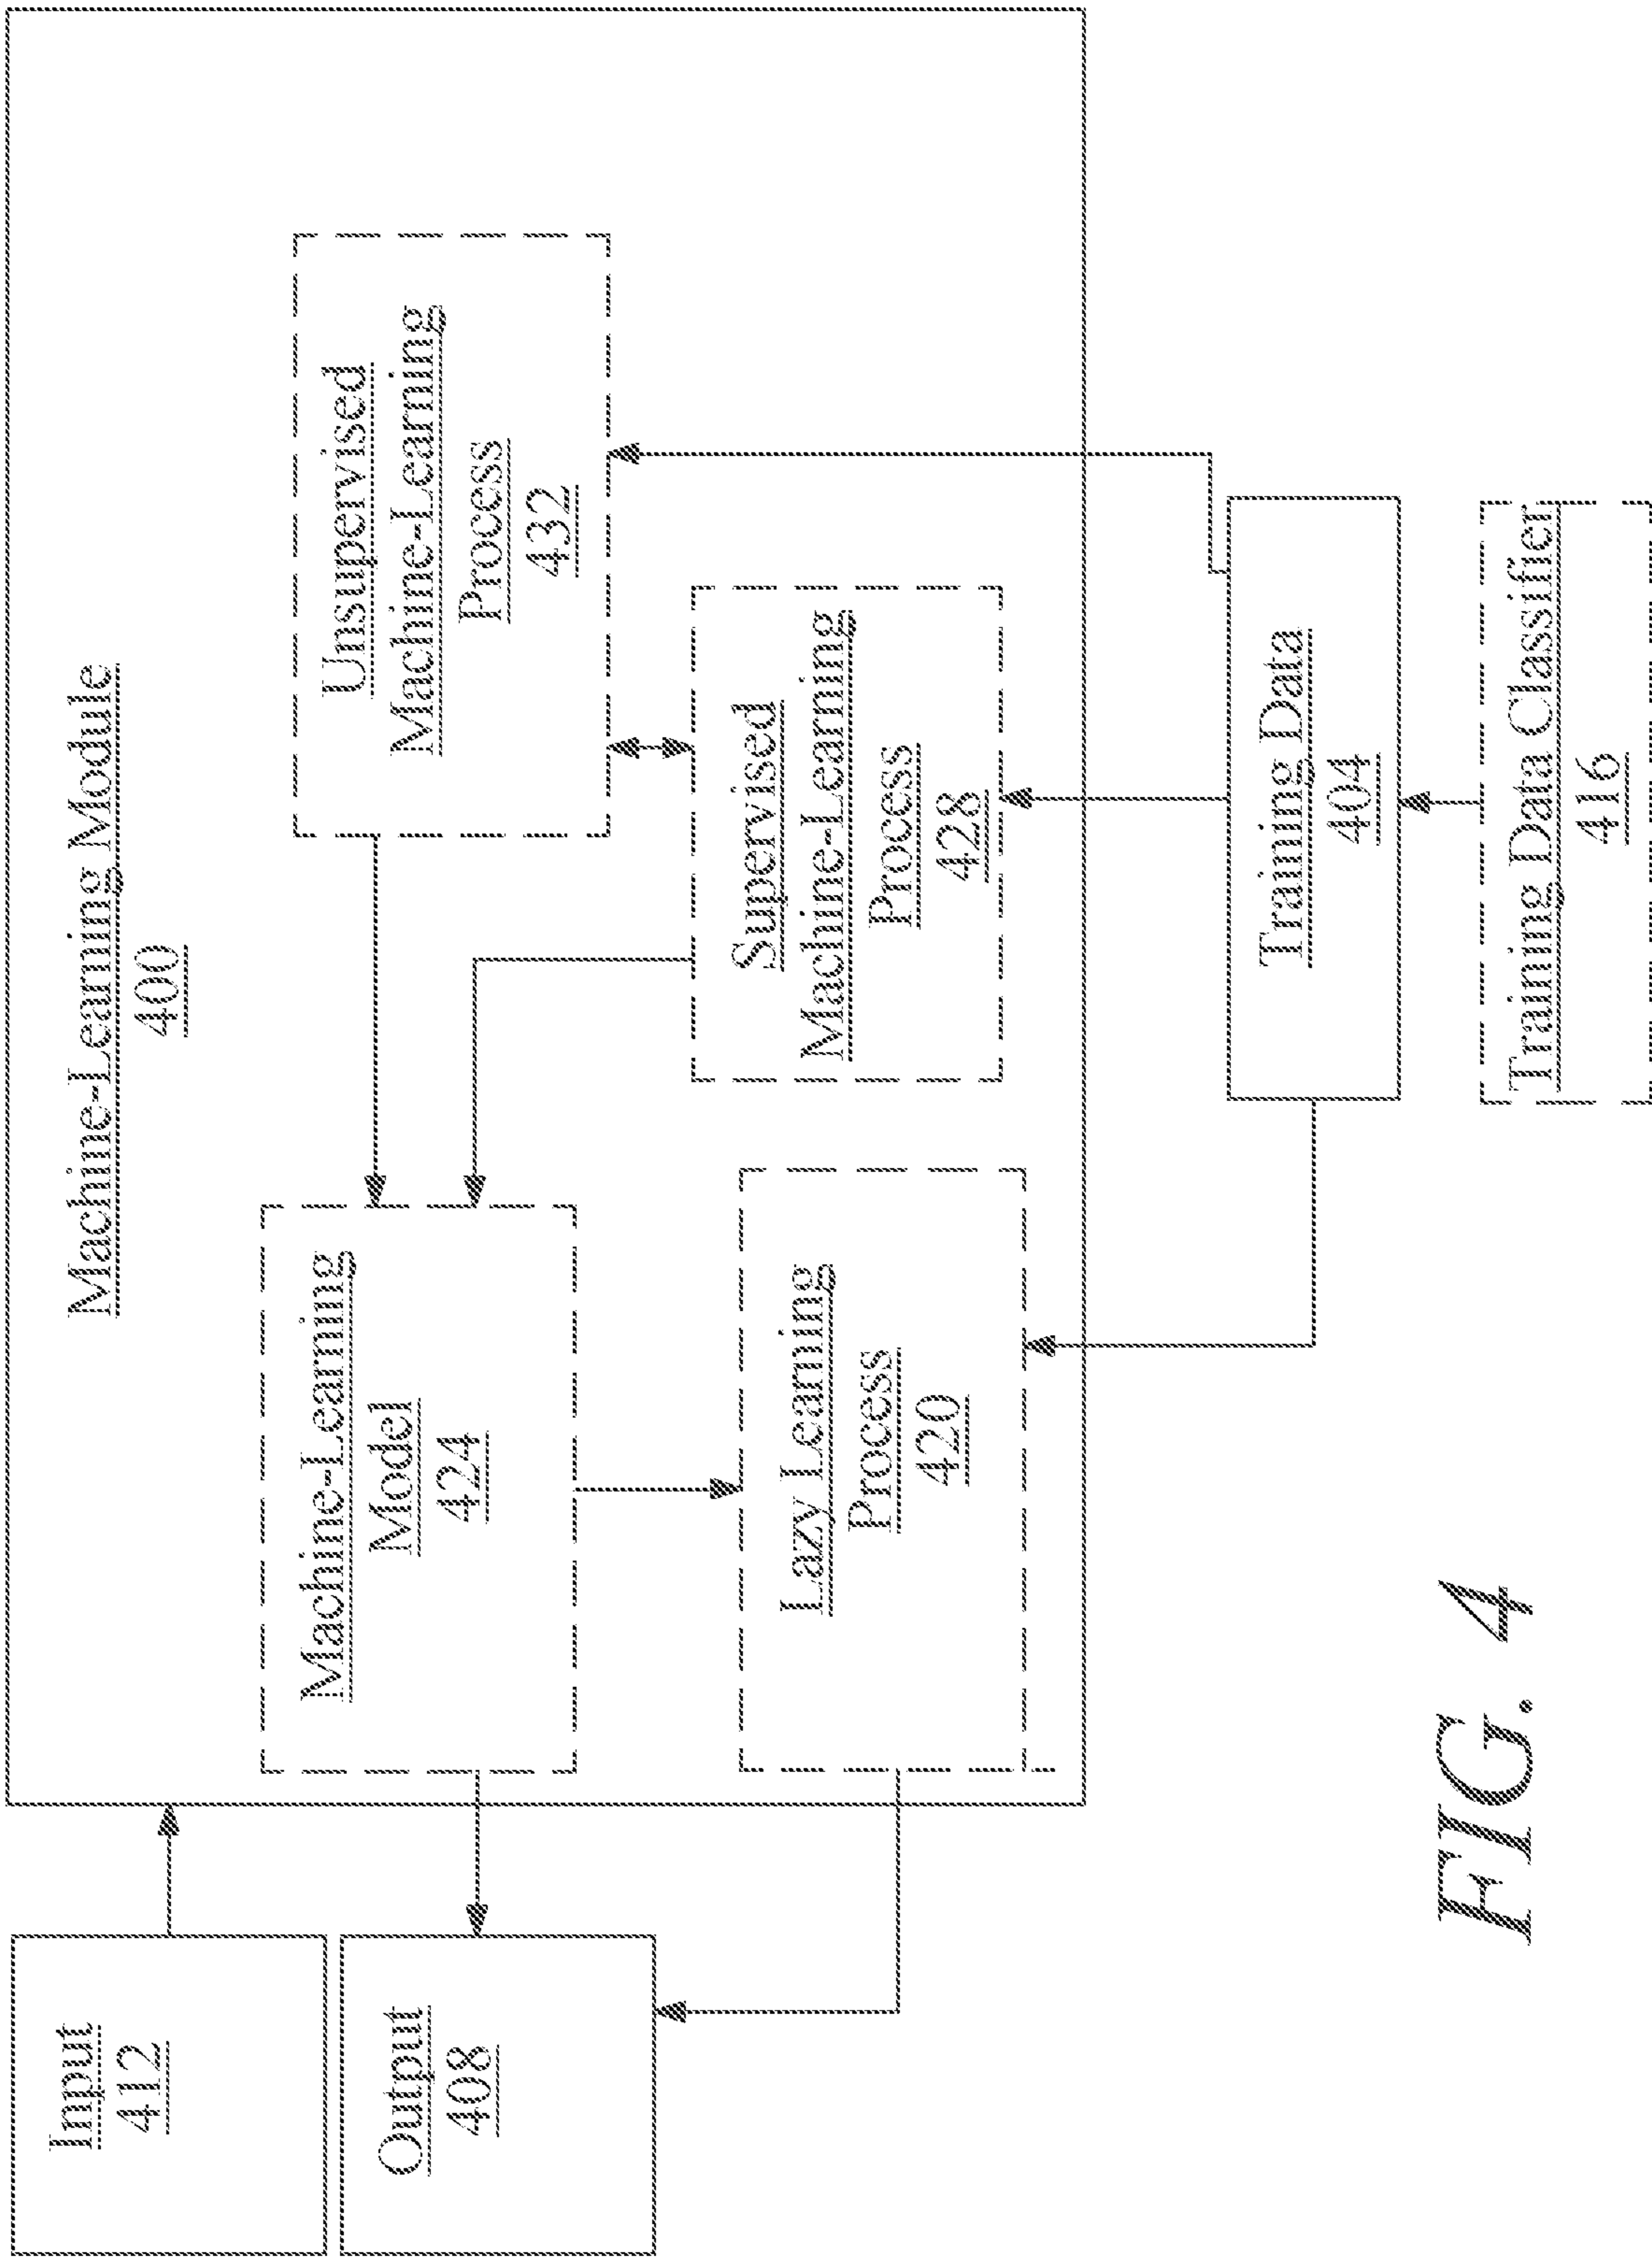 Machine-Learning Module
400
Input
412
Output
408
Machine-Learning
Model
424
Unsupervised
Machine-Learning
Process
432
Lazy Learning
Process
420
Supervised
Machine-Learning
Process
428
Training Data
404
Training Data Classifier
416
FIG. 4